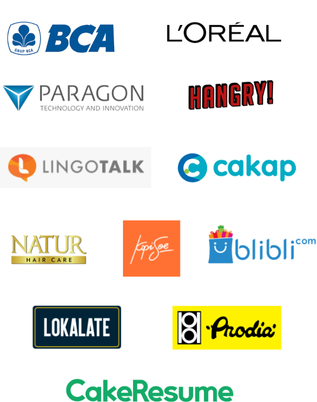 GRUP BCA
BCA
L'ORÉAL
PARAGON
TECHNOLOGY AND INNOVATION
HANGRY!
LINGOTALK
cakap
NATUR
HAIR CARE
Kopi Soe
blibli.com
LOKALATE
Prodia
CakeResume